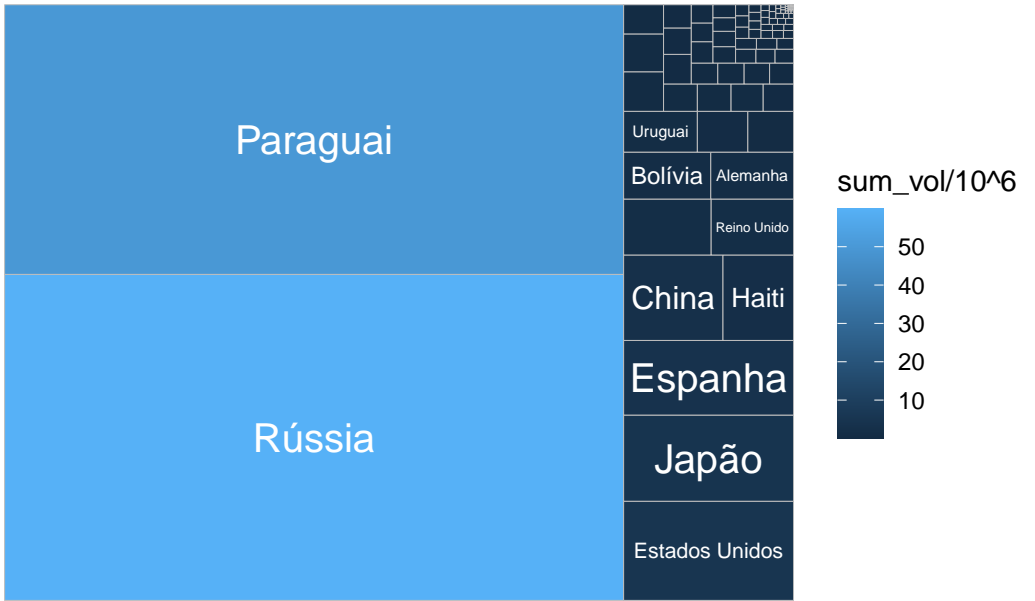 Paraguai
Rússia
Uruguai
Bolívia
Alemanha
Reino Unido
China
Haiti
Espanha
Japão
Estados Unidos
sum_vol/10^6
50
40
30
20
10